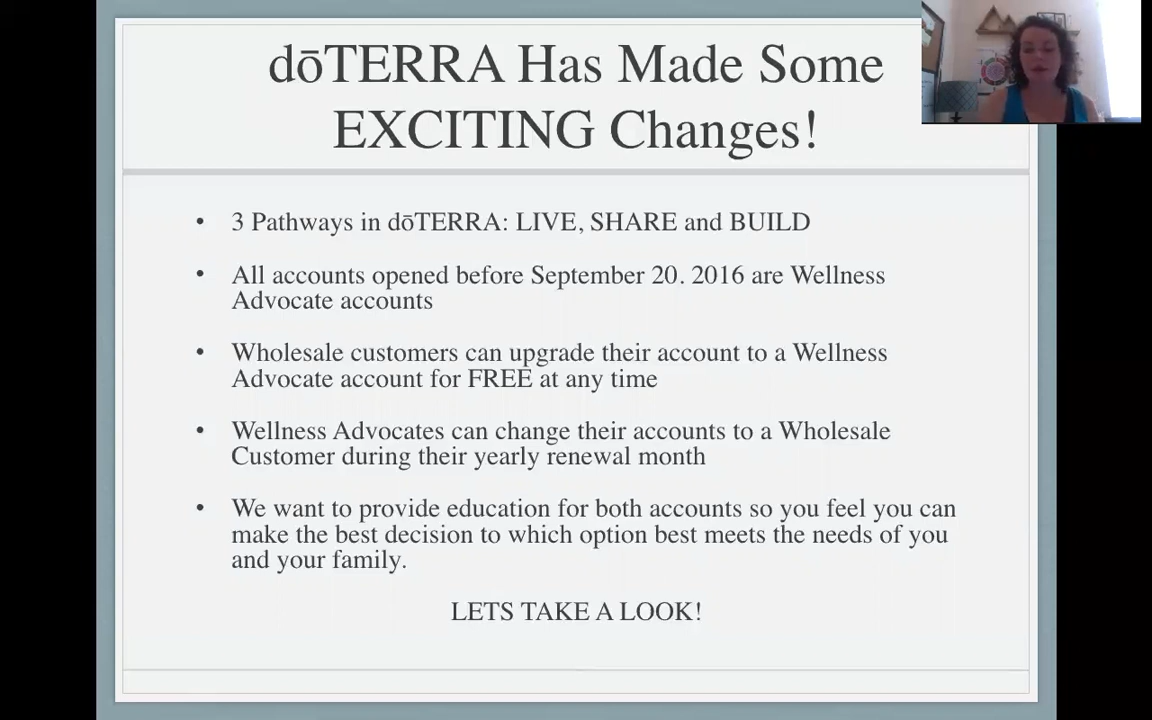 dōTERRA Has Made Some
EXCITING Changes!
• 3 Pathways in dōTERRA: LIVE, SHARE and BUILD
• All accounts opened before September 20. 2016 are Wellness
Advocate accounts
• Wholesale customers can upgrade their account to a Wellness
Advocate account for FREE at any time
• Wellness Advocates can change their accounts to a Wholesale
Customer during their yearly renewal month
• We want to provide education for both accounts so you feel you can
make the best decision to which option best meets the needs of you
and your family.
LETS TAKE A LOOK!